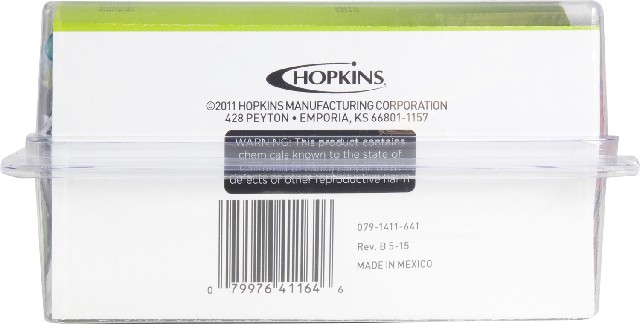 HOPKINS
©2011 HOPKINS MANUFACTURING CORPORATION
428 PEYTON • EMPORIA, KS 66801-1157
WARNING: This product contains
chemicals known to the state of
defects or other reproductive harm
079-1411-641
Rev. B 5-15
MADE IN MEXICO
0 79976 41164 6